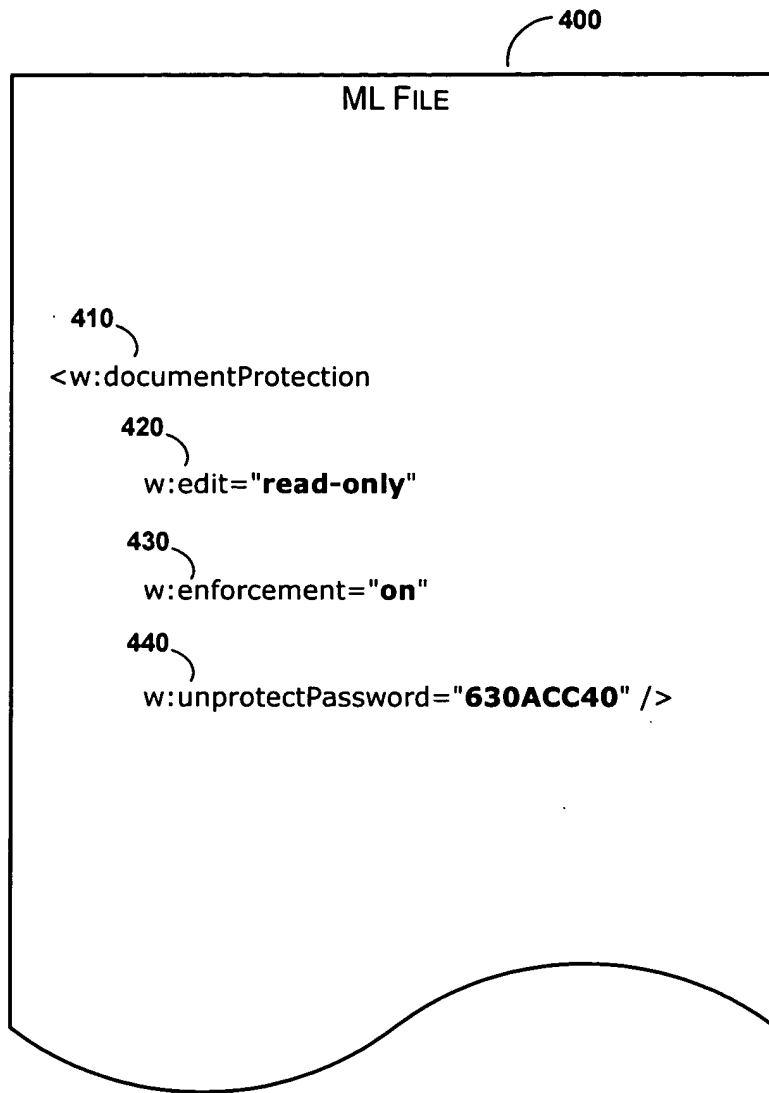 400
ML FILE
410
<w:documentProtection
420
w:edit="read-only"
430
w:enforcement="on"
440
w:unprotectPassword="630ACC40" />